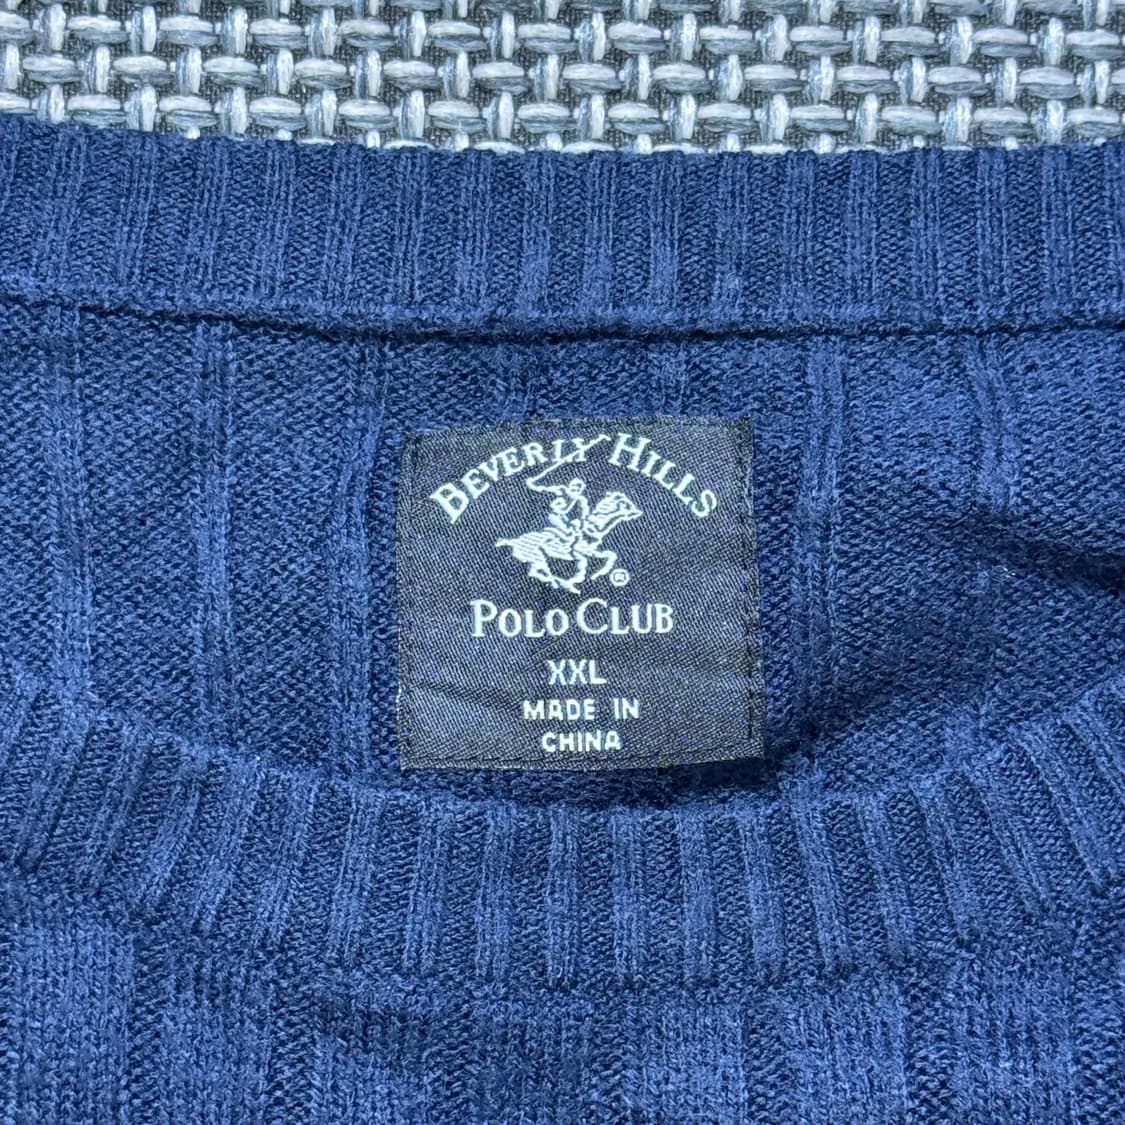 BEVERLY HILLS
®
POLO CLUB
XXL
MADE IN
CHINA